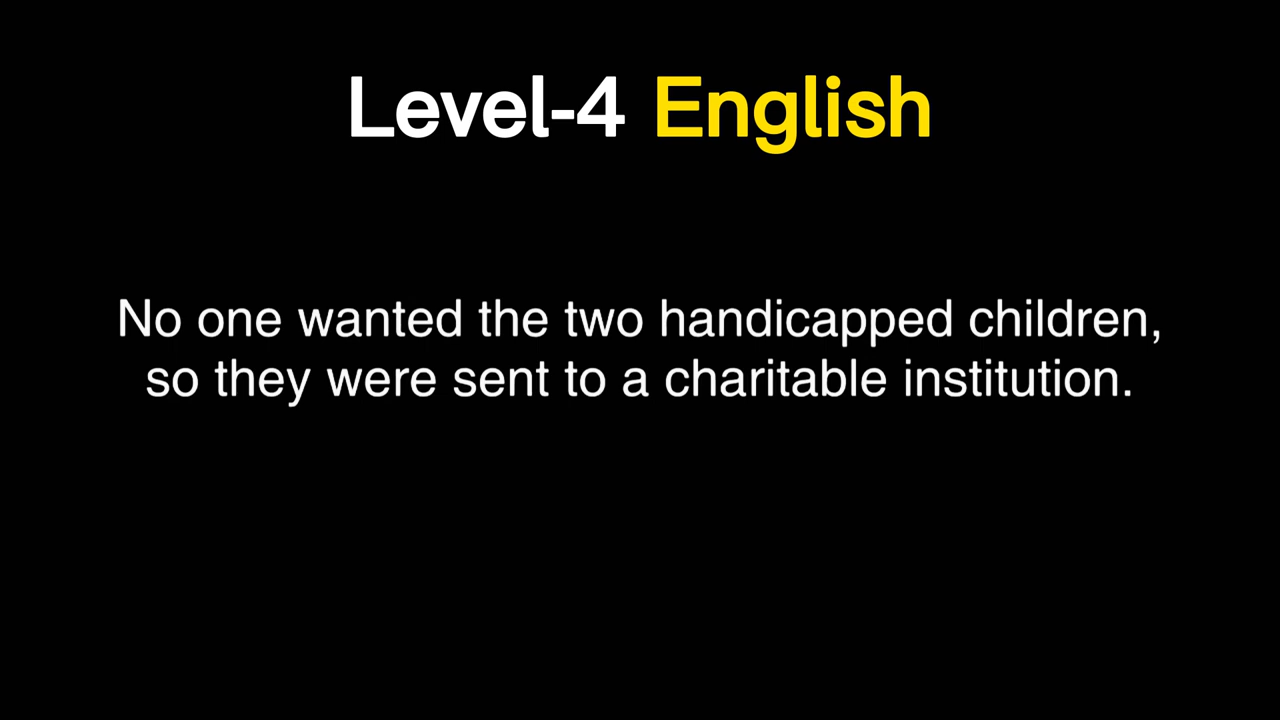 Level-4 English
No one wanted the two handicapped children,
so they were sent to a charitable institution.